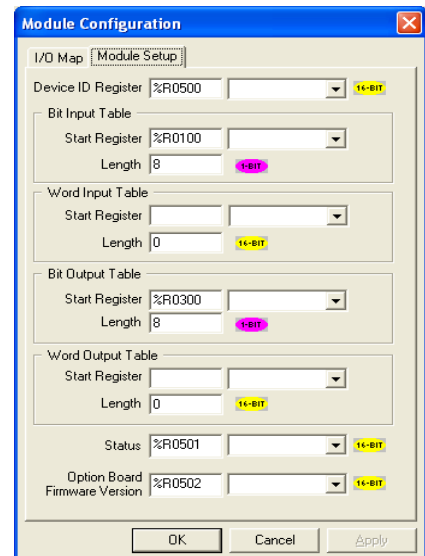 Module Configuration
I/O Map Module Setup
Device ID Register %R0500 16-BIT
Bit Input Table
Start Register %R0100
Length 8 1-BIT
Word Input Table
Start Register
Length 0 16-BIT
Bit Output Table
Start Register %R0300
Length 8 1-BIT
Word Output Table
Start Register
Length 0 16-BIT
Status %R0501 16-BIT
Option Board
Firmware Version %R0502 16-BIT
OK Cancel Apply